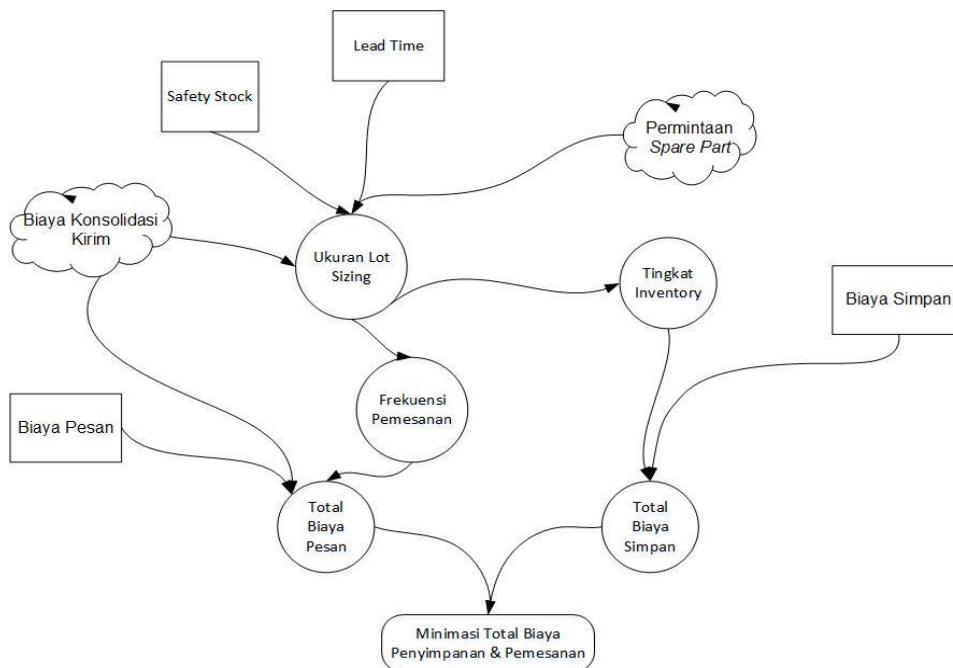 Lead Time
Safety Stock
Permintaan
Spare Part
Biaya Konsolidasi
Kirim
Ukuran Lot
Sizing
Tingkat
Inventory
Biaya Simpan
Frekuensi
Pemesanan
Biaya Pesan
Total
Biaya
Pesan
Total
Biaya
Simpan
Minimasi Total Biaya
Penyimpanan & Pemesanan